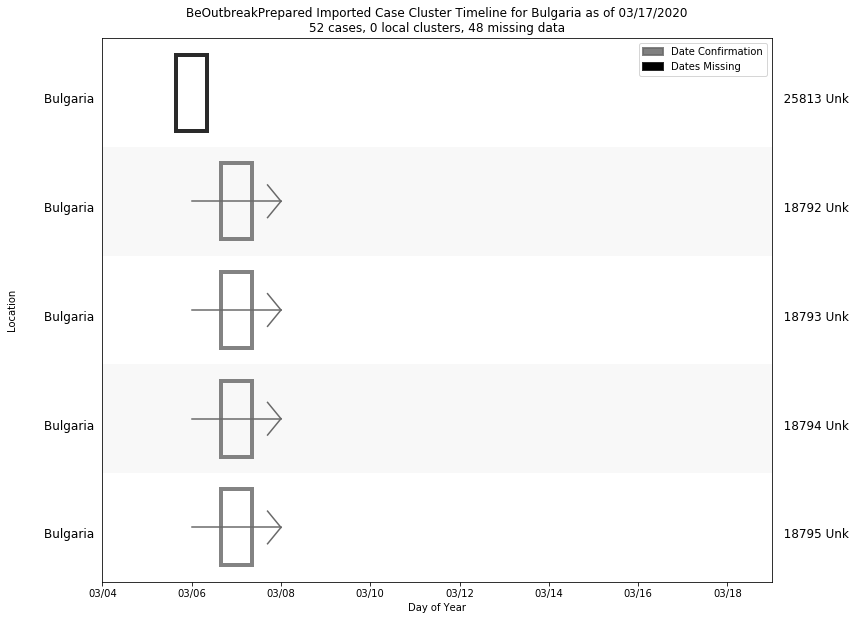 BeOutbreakPrepared Imported Case Cluster Timeline for Bulgaria as of 03/17/2020
52 cases, 0 local clusters, 48 missing data
Date Confirmation
Dates Missing
Bulgaria
25813 Unk
Bulgaria
18792 Unk
Bulgaria
18793 Unk
Bulgaria
18794 Unk
Bulgaria
18795 Unk
Location
03/04
03/06
03/08
03/10
03/12
03/14
03/16
03/18
Day of Year